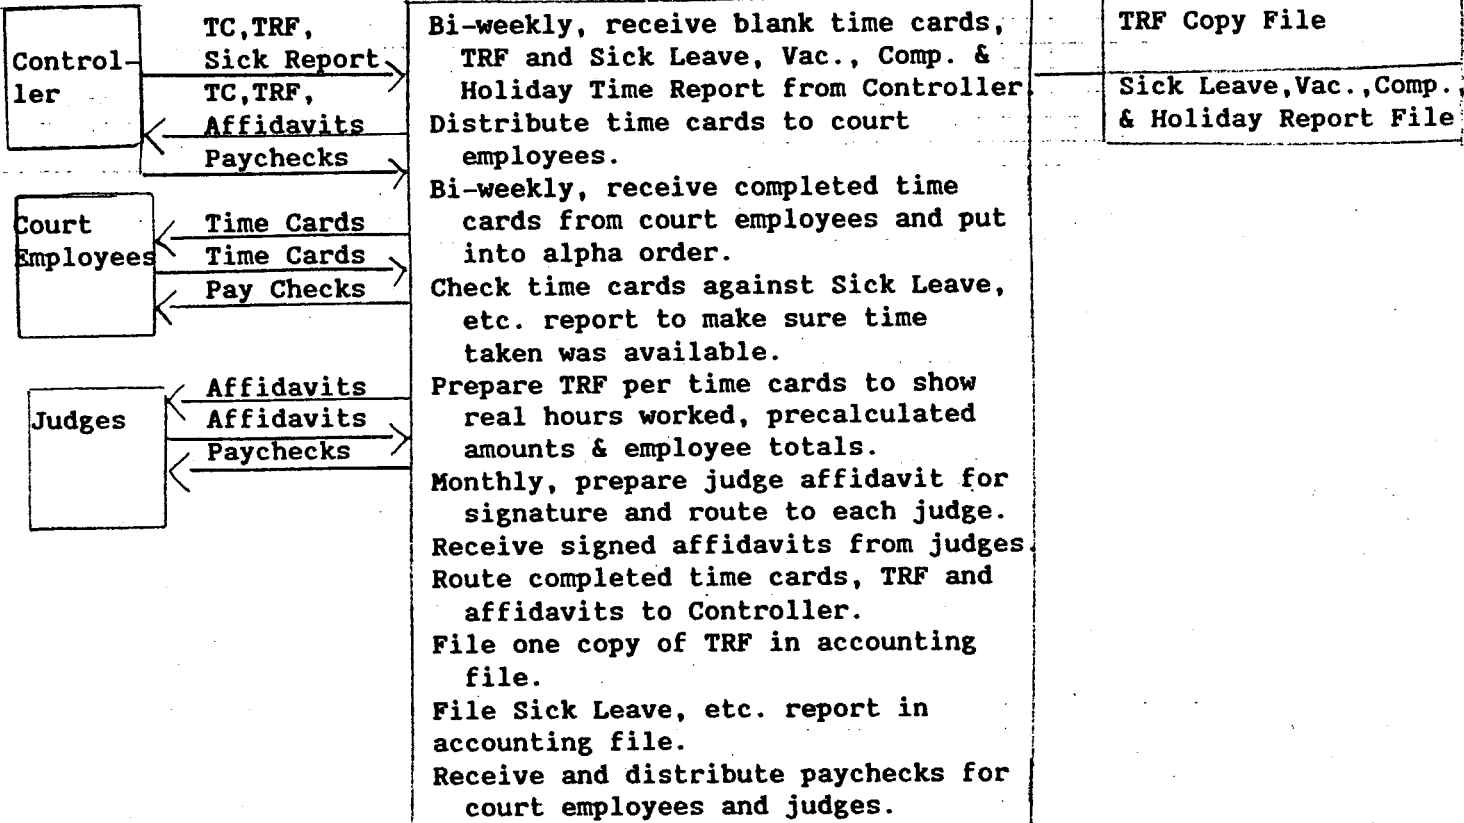 Control-
ler
TC,TRF,
Sick Report
TC,TRF,
Affidavits
Paychecks
Court
Employees
Time Cards
Time Cards
Pay Checks
Judges
Affidavits
Affidavits
Paychecks
Bi-weekly, receive blank time cards,
TRF and Sick Leave, Vac., Comp. &
Holiday Time Report from Controller
Distribute time cards to court
employees.
Bi-weekly, receive completed time
cards from court employees and put
into alpha order.
Check time cards against Sick Leave,
etc. report to make sure time
taken was available.
Prepare TRF per time cards to show
real hours worked, precalculated
amounts & employee totals.
Monthly, prepare judge affidavit for
signature and route to each judge.
Receive signed affidavits from judges.
Route completed time cards, TRF and
affidavits to Controller.
File one copy of TRF in accounting
file.
File Sick Leave, etc. report in
accounting file.
Receive and distribute paychecks for
court employees and judges.
TRF Copy File
Sick Leave,Vac.,Comp.,
& Holiday Report File